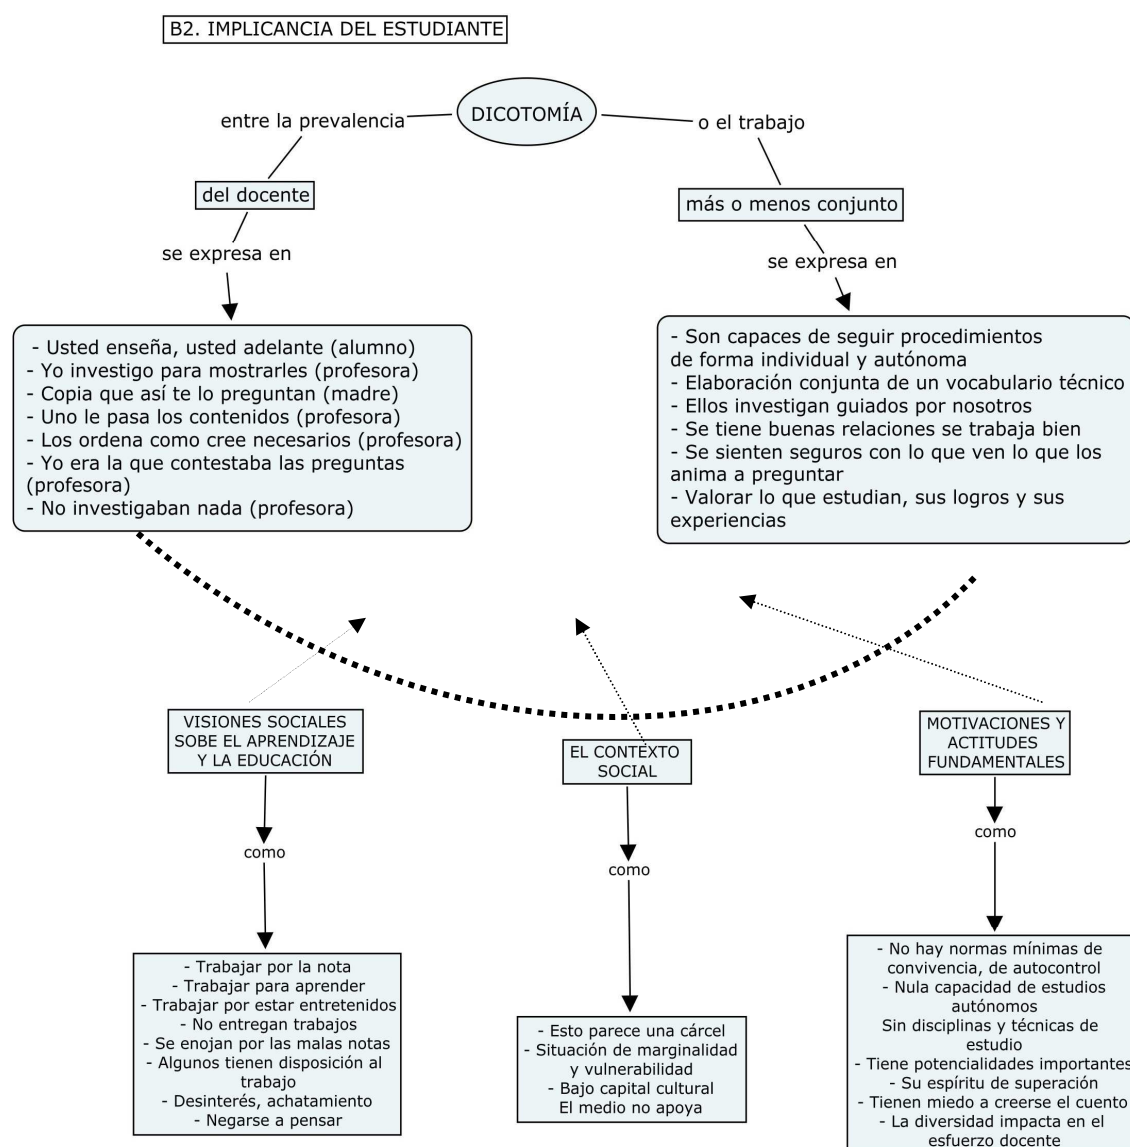 B2. IMPLICANCIA DEL ESTUDIANTE
DICOTOMÍA
entre la prevalencia
o el trabajo
del docente
más o menos conjunto
se expresa en
se expresa en
- Usted enseña, usted adelante (alumno)
- Yo investigo para mostrarles (profesora)
- Copia que así te lo preguntan (madre)
- Uno le pasa los contenidos (profesora)
- Los ordena como cree necesarios (profesora)
- Yo era la que contestaba las preguntas
(profesora)
- No investigaban nada (profesora)
- Son capaces de seguir procedimientos
de forma individual y autónoma
- Elaboración conjunta de un vocabulario técnico
- Ellos investigan guiados por nosotros
- Se tiene buenas relaciones se trabaja bien
- Se sienten seguros con lo que ven lo que los
anima a preguntar
- Valorar lo que estudian, sus logros y sus
experiencias
VISIONES SOCIALES
SOBE EL APRENDIZAJE
Y LA EDUCACIÓN
EL CONTEXTO
SOCIAL
MOTIVACIONES Y
ACTITUDES
FUNDAMENTALES
como
como
como
- Trabajar por la nota
- Trabajar para aprender
- Trabajar por estar entretenidos
- No entregan trabajos
- Se enojan por las malas notas
- Algunos tienen disposición al
trabajo
- Desinterés, achatamiento
- Negarse a pensar
- Esto parece una cárcel
- Situación de marginalidad
y vulnerabilidad
- Bajo capital cultural
El medio no apoya
- No hay normas mínimas de
convivencia, de autocontrol
- Nula capacidad de estudios
autónomos
Sin disciplinas y técnicas de
estudio
- Tiene potencialidades importantes
- Su espíritu de superación
- Tienen miedo a creerse el cuento
- La diversidad impacta en el
esfuerzo docente